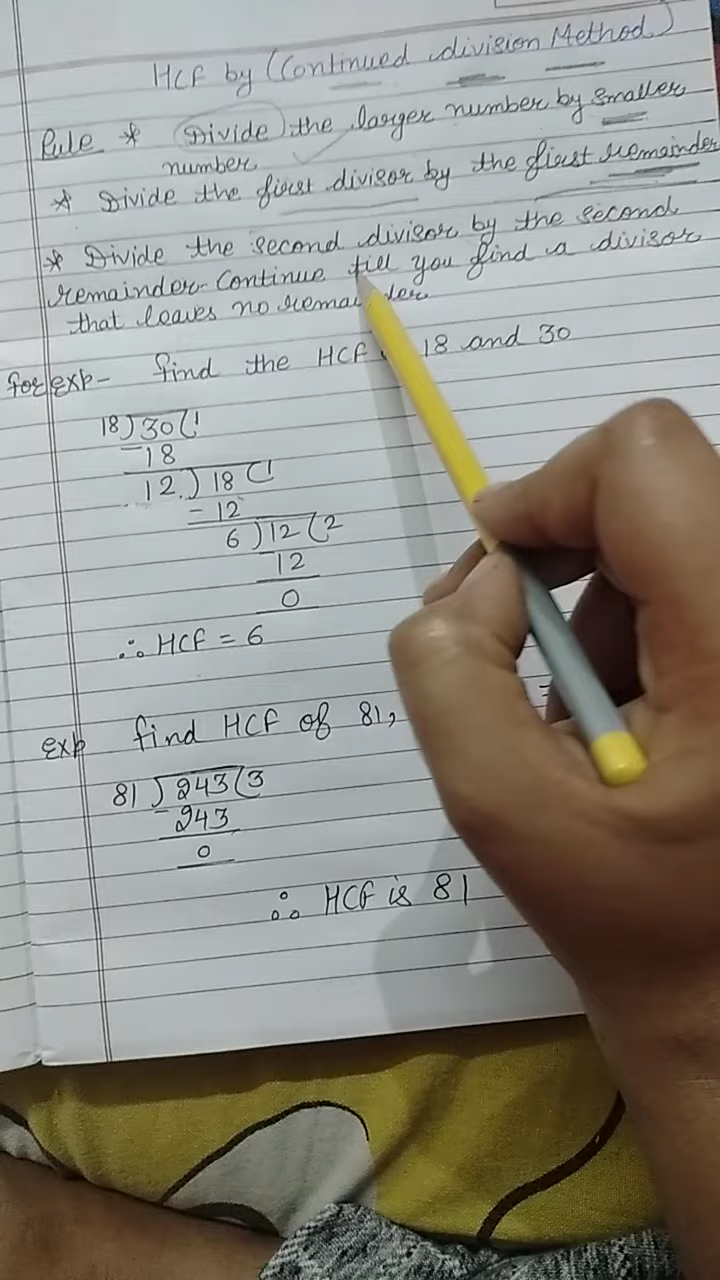 HCF by (Continued division Method)
Rule * Divide the larger number by smaller
number
* Divide the first divisor by the first remainder
* Divide the second divisor by the second
remainder. Continue till you find a divisor
that leaves no remainder
for exp- find the HCF 18 and 30
18)30(1
-18
12)18(1
-12
6)12(2
12
0
∴ HCF = 6
Exp find HCF of 81,
81)243(3
-243
0
∴ HCF is 81